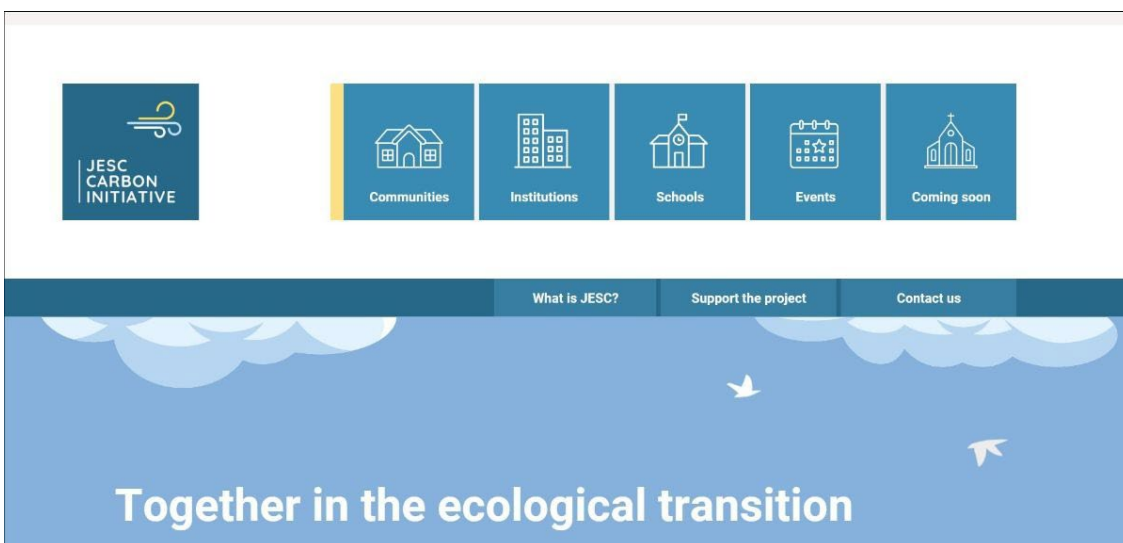 JESC
CARBON
INITIATIVE
Communities
Institutions
Schools
Events
Coming soon
What is JESC?
Support the project
Contact us
Together in the ecological transition